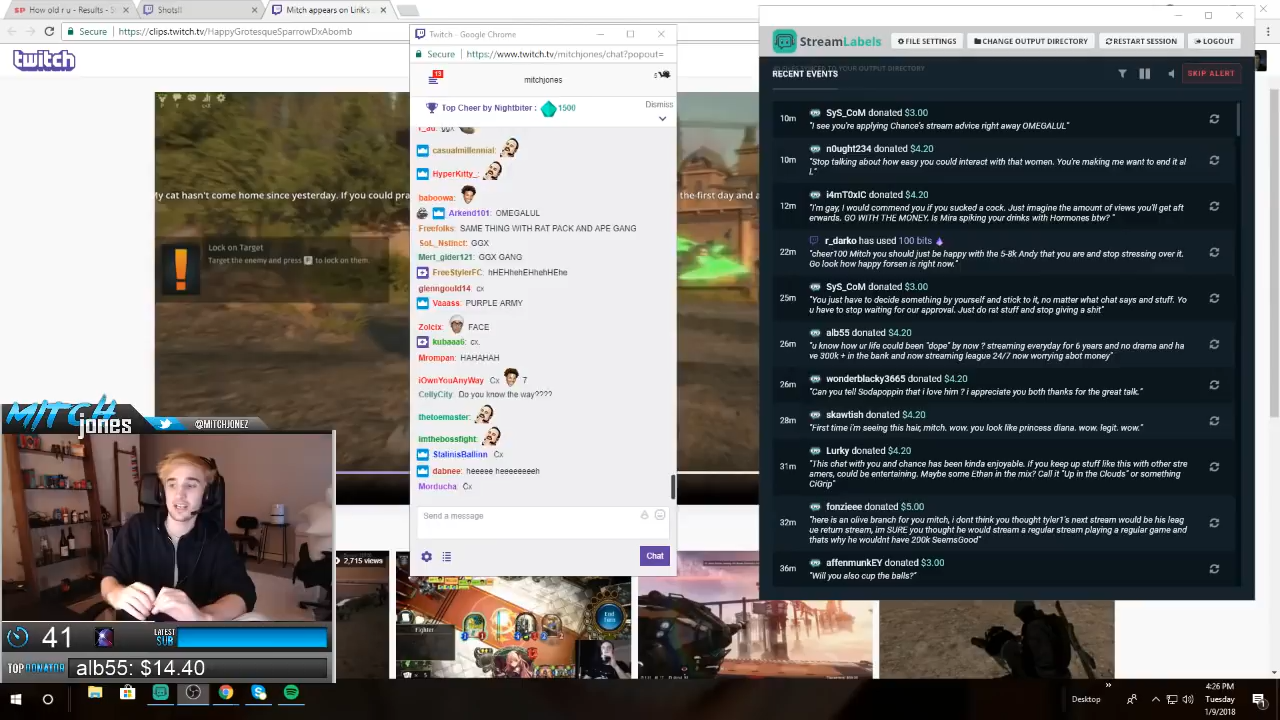 How old r u - Results
Shots!!
Mitch appears on Link's
Secure
https://clips.twitch.tv/HappyGrotesqueSparrowDxAbomb
twitch
My cat hasn't come home since yesterday. If you could pra
the first day and a
Lock on Target
Target the enemy and press
to lock on them.
Twitch - Google Chrome
Secure
https://www.twitch.tv/mitchjones/chat?popout=
13
mitchjones
Top Cheer by Nightbiter :
1500
Dismiss
casualmillennial:
HyperKitty_:
baboowa:
Arkend101: OMEGALUL
Freefolks: SAME THING WITH RAT PACK AND APE GANG
SoL_Nstinct: GGX
Mert_gider121: GGX GANG
FreeStylerFC: hHEHhehEHhehHEhe
glenngould14: cx
Vaaass: PURPLE ARMY
Zolcix: FACE
kubaaali: cx.
Mrompan: HAHAHAH
iOwnYouAnyWay Cx 7
CellyCity: Do you know the way????
thetoemaster:
imthebossfight:
StalinisBallinn Cx
dabnee: heeeee heeeeeeeeh
Morducha: Cx
Send a message
Chat
StreamLabels
FILE SETTINGS
CHANGE OUTPUT DIRECTORY
RESTART SESSION
LOGOUT
RECENT EVENTS
SKIP ALERT
10m
SyS_CoM donated $3.00
"I see you're applying Chance's stream advice right away OMEGALUL"
10m
n0ught234 donated $4.20
"Stop talking about how easy you could interact with that women. You're making me want to end it al
l."
12m
i4mT0xIC donated $4.20
"I'm gay, I would commend you if you sucked a cock. Just imagine the amount of views you'll get aft
erwards. GO WITH THE MONEY. Is Mira spiking your drinks with Hormones btw? "
22m
r_darko has used 100 bits
"cheer100 Mitch you should just be happy with the 5-8k Andy that you are and stop stressing over it.
Go look how happy forsen is right now."
25m
SyS_CoM donated $3.00
"You just have to decide something by yourself and stick to it, no matter what chat says or stuff. Yo
u have to stop waiting for our approval. Just do rat stuff and stop giving a shit"
26m
alb55 donated $4.20
"u know how ur life could been "dope" by now ? streaming everyday for 6 years and no drama and ha
ve 300k + in the bank and now streming league 24/7 now worrying abot money"
26m
wonderblacky3665 donated $4.20
"Can you tell Sodapoppin that i love him ? i appreciate you both thanks for the great talk."
28m
skawtish donated $4.20
"First time i'm seeing this hair, mitch. wow. you look like princess diana. wow. legit. wow."
31m
Lurky donated $4.20
"This chat with you and chance has been kinda enjoyable. if you keep up stuff like this with other stre
amers, could be entertaining. Maybe some Ethan in the mix? Call it "Up in the Clouds" or something
CiGrip"
32m
fonzieee donated $5.00
"here is an olive branch for you mitch, i dont think you thought tyler1's next stream would be his leag
ue return stream, im SURE you thought he would stream a regular stream playing a regular game and
thats why he wouldnt have 200k SeemsGood"
36m
affenmunkEY donated $3.00
"Will you also cup the balls?"
MITCH
jones
@MITCHJONEZ
2,715 views
Fighter
End
Turn
41
LATEST
SUB
TOP DONATOR
alb55: $14.40
Desktop
4:26 PM
Tuesday
1/9/2018